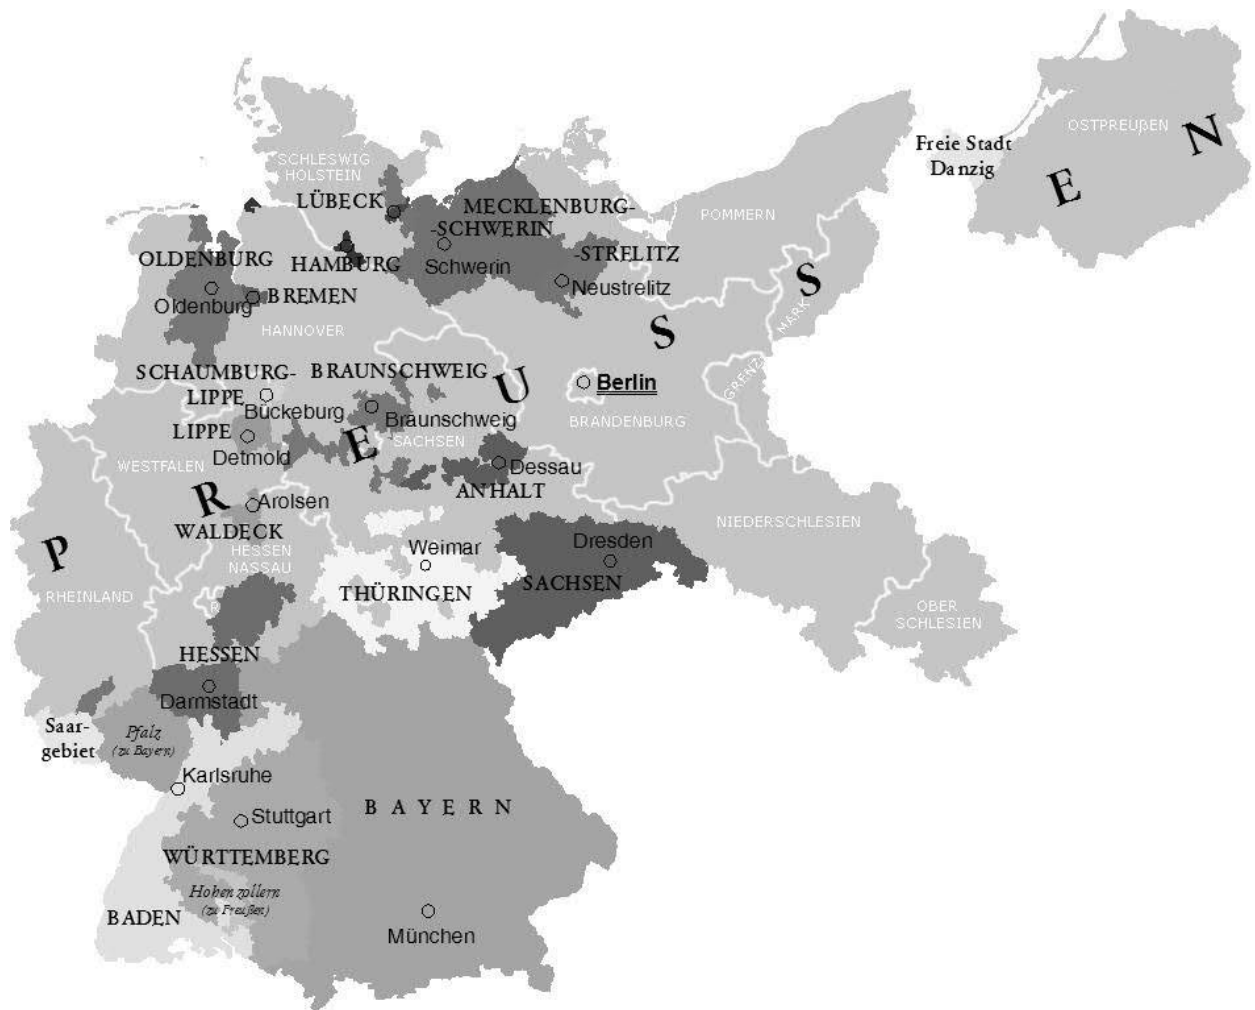 OSTPREUßEN
Freie Stadt
Danzig
SCHLESWIG
HOLSTEIN
LÜBECK
MECKLENBURG-
-SCHWERIN
POMMERN
OLDENBURG
HAMBURG
Schwerin
-STRELITZ
Neustrelitz
BREMEN
Oldenburg
HANNOVER
MARK
GRENZ
SCHAUMBURG-
LIPPE
Bückeburg
BRAUNSCHWEIG
Braunschweig
Berlin
BRANDENBURG
LIPPE
Detmold
SACHSEN
WESTFALEN
Dessau
ANHALT
P R E U S S E N
Arolsen
WALDECK
HESSEN
NASSAU
NIEDERSCHLESIEN
Weimar
THÜRINGEN
Dresden
SACHSEN
RHEINLAND
OBER
SCHLESIEN
HESSEN
Darmstadt
Saar-
gebiet
Pfalz
(zu Bayern)
Karlsruhe
Stuttgart
BAYERN
WÜRTTEMBERG
Hohenzollern
(zu Preußen)
BADEN
München